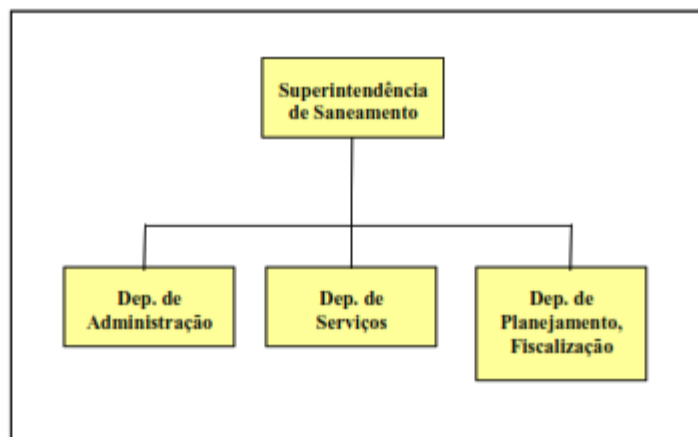 Superintendência
de Saneamento
Dep. de
Administração
Dep. de
Serviços
Dep. de
Planejamento,
Fiscalização